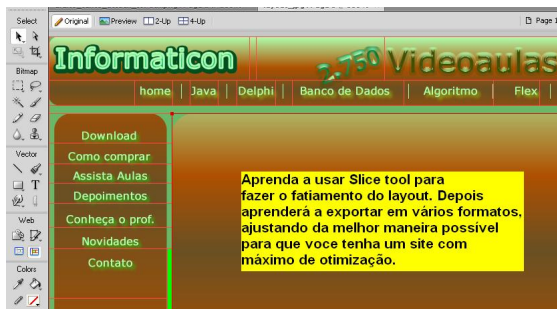 Select
Original Preview 2-Up 4-Up Page 1
Informaticon 2.750 Videoaulas
Bitmap
home | Java | Delphi | Banco de Dados | Algoritmo | Flex |
Download
Como comprar
Vector
Assista Aulas
T
Depoimentos
Conheça o prof.
Web
Novidades
Contato
Colors
Aprenda a usar Slice tool para
fazer o fatiamento do layout. Depois
aprenderá a exportar em vários formatos,
ajustando da melhor maneira possível
para que voce tenha um site com
máximo de otimização.